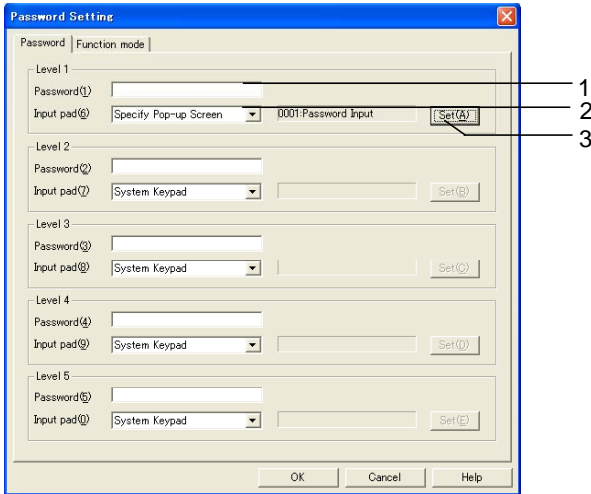 Password Setting
Password Function mode
Level 1
Password(1) 1
Input pad(6) Specify Pop-up Screen 0001:Password Input Set(A) 2
3
Level 2
Password(2)
Input pad(7) System Keypad Set(B)
Level 3
Password(3)
Input pad(8) System Keypad Set(C)
Level 4
Password(4)
Input pad(9) System Keypad Set(D)
Level 5
Password(5)
Input pad(0) System Keypad Set(E)
OK Cancel Help